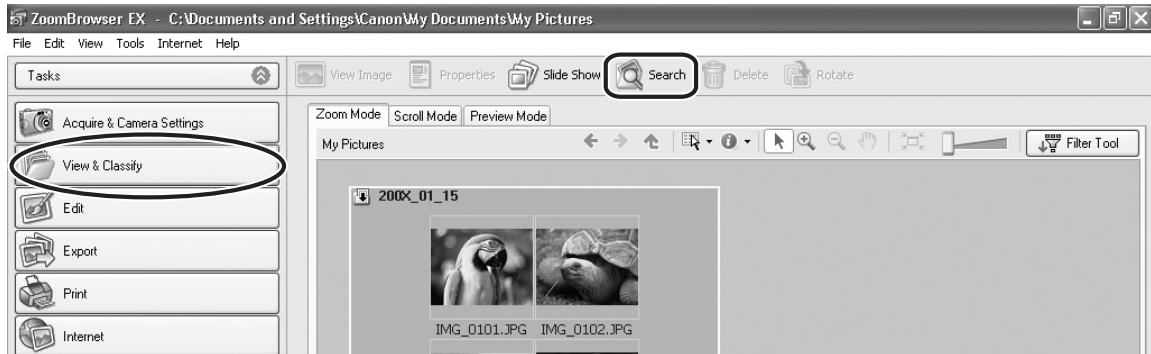 ZoomBrowser EX - C:\Documents and Settings\Canon\My Documents\My Pictures
File Edit View Tools Internet Help
Tasks
View Image Properties Slide Show Search Delete Rotate
Acquire & Camera Settings
View & Classify
Edit
Export
Print
Internet
Zoom Mode Scroll Mode Preview Mode
My Pictures
Filter Tool
200X_01_15
IMG_0101.JPG IMG_0102.JPG